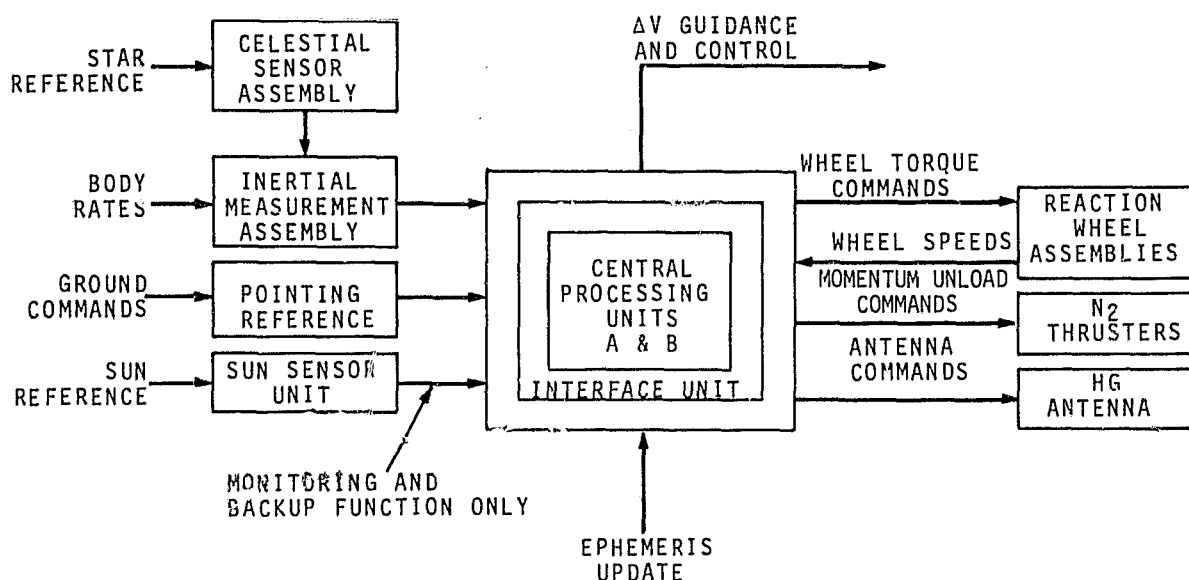 ΔV GUIDANCE
AND CONTROL
STAR
REFERENCE
CELESTIAL
SENSOR
ASSEMBLY
BODY
RATES
INERTIAL
MEASUREMENT
ASSEMBLY
GROUND
COMMANDS
POINTING
REFERENCE
SUN
REFERENCE
SUN SENSOR
UNIT
MONITORING AND
BACKUP FUNCTION ONLY
CENTRAL
PROCESSING
UNITS
A & B
INTERFACE UNIT
EPHEMERIS
UPDATE
WHEEL TORQUE
COMMANDS
WHEEL SPEEDS
MOMENTUM UNLOAD
COMMANDS
ANTENNA
COMMANDS
REACTION
WHEEL
ASSEMBLIES
N2
THRUSTERS
HG
ANTENNA